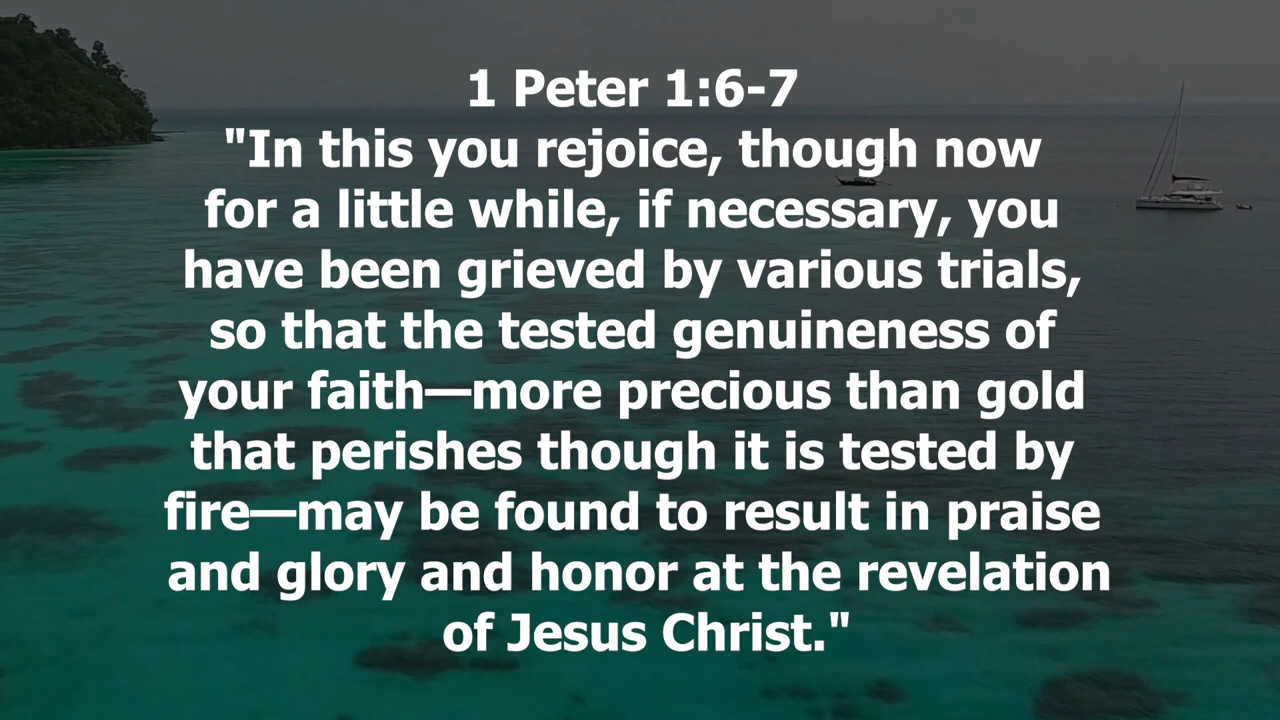 1 Peter 1:6-7
"In this you rejoice, though now
for a little while, if necessary, you
have been grieved by various trials,
so that the tested genuineness of
your faith—more precious than gold
that perishes though it is tested by
fire—may be found to result in praise
and glory and honor at the revelation
of Jesus Christ."